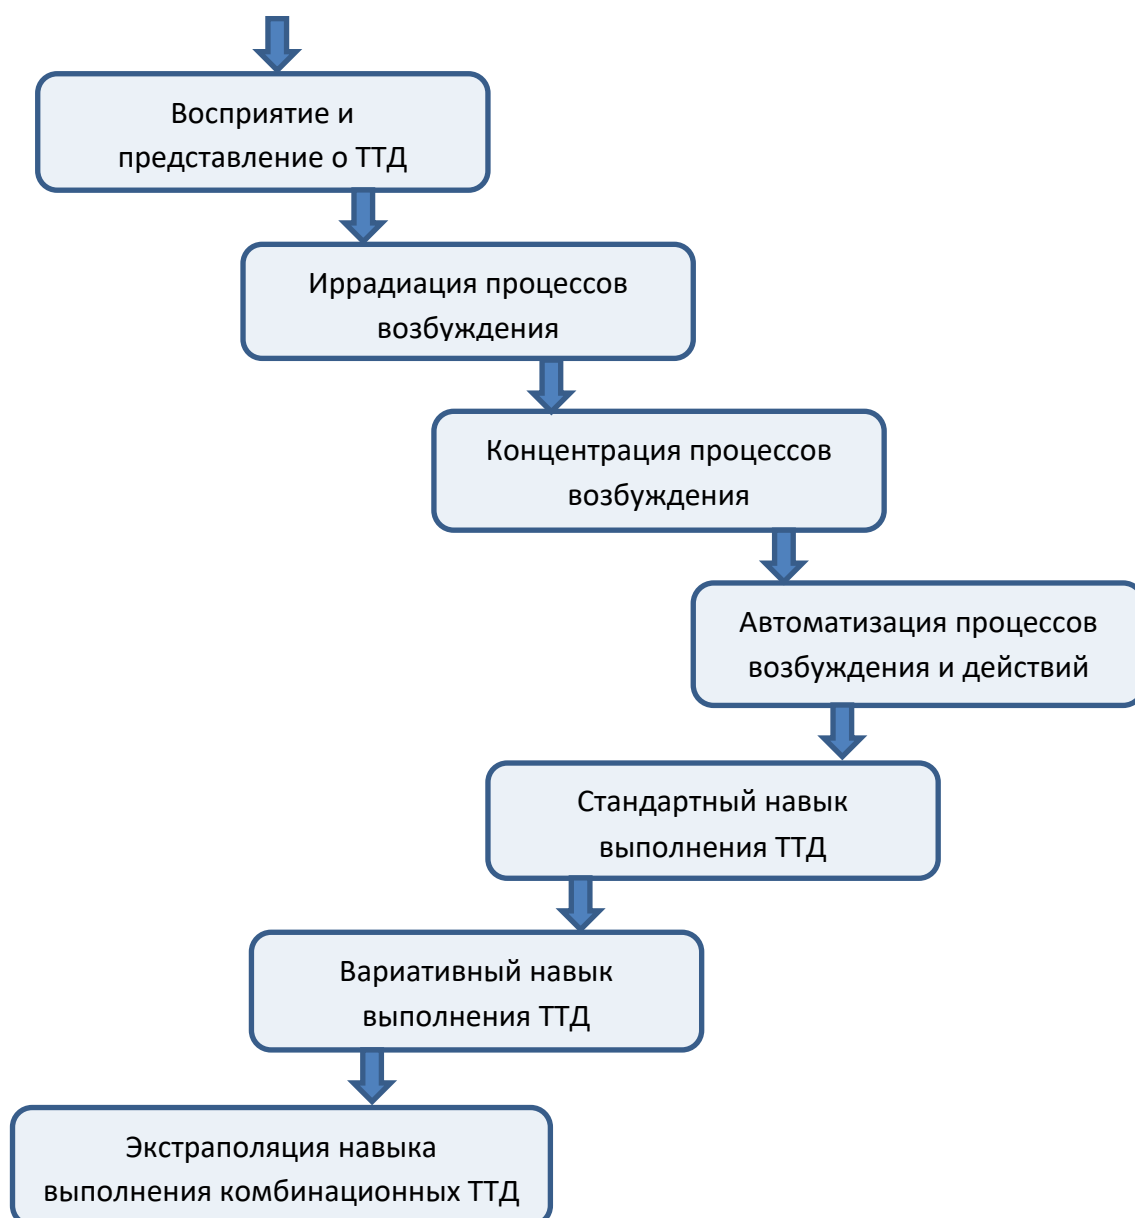 Восприятие и
представление о ТТД
Иррадиация процессов
возбуждения
Концентрация процессов
возбуждения
Автоматизация процессов
возбуждения и действий
Стандартный навык
выполнения ТТД
Вариативный навык
выполнения ТТД
Экстраполяция навыка
выполнения комбинационных ТТД